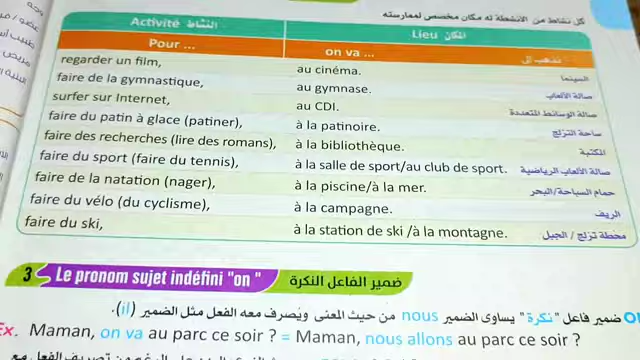 كل نشاط من الأنشطة له مكان مخصص لممارسته
Activité النشاط
Lieu المكان
Pour ...
on va ...
regarder un film,
au cinéma.
السينما
faire de la gymnastique,
au gymnase.
صالة الألعاب
surfer sur Internet,
au CDI.
صالة الوسائط المتعددة
faire du patin à glace (patiner),
à la patinoire.
ساحة التزلج
faire des recherches (lire des romans),
à la bibliothèque.
المكتبة
faire du sport (faire du tennis),
à la salle de sport/au club de sport.
صالة الألعاب الرياضية
faire de la natation (nager),
à la piscine/à la mer.
حمام السباحة/البحر
faire du vélo (du cyclisme),
à la campagne.
الريف
faire du ski,
à la station de ski /à la montagne.
محطة تزلج / الجبل
3 Le pronom sujet indéfini "on " ضمير الفاعل النكرة
ضمير فاعل "نكرة" يساوى الضمير nous من حيث المعنى ويُصرف معه الفعل مثل الضمير (il).
Ex. Maman, on va au parc ce soir ? = Maman, nous allons au parc ce soir ?